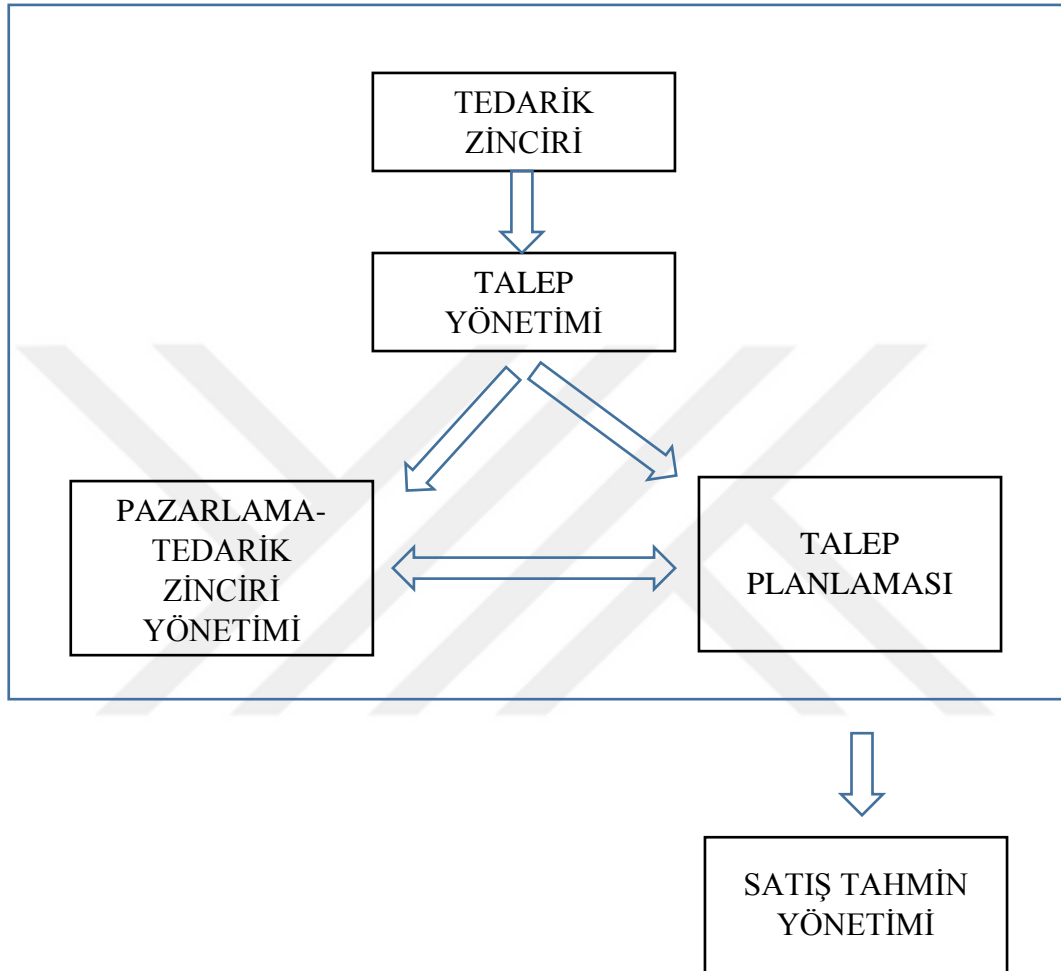 TEDARİK
ZİNCİRİ
TALEP
YÖNETİMİ
PAZARLAMA-
TEDARİK
ZİNCİRİ
YÖNETİMİ
TALEP
PLANLAMASI
SATIŞ TAHMİN
YÖNETİMİ